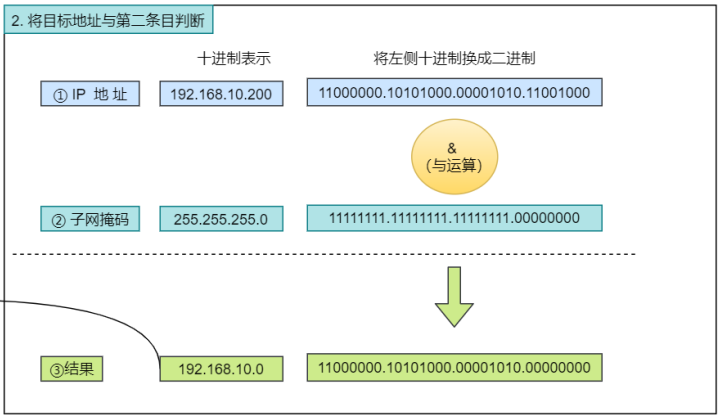 2. 将目标地址与第二条目判断
十进制表示
将左侧十进制换成二进制
① IP 地 址
192.168.10.200
11000000.10101000.00001010.11001000
&
（与运算）
② 子网掩码
255.255.255.0
11111111.11111111.11111111.00000000
③结果
192.168.10.0
11000000.10101000.00001010.00000000